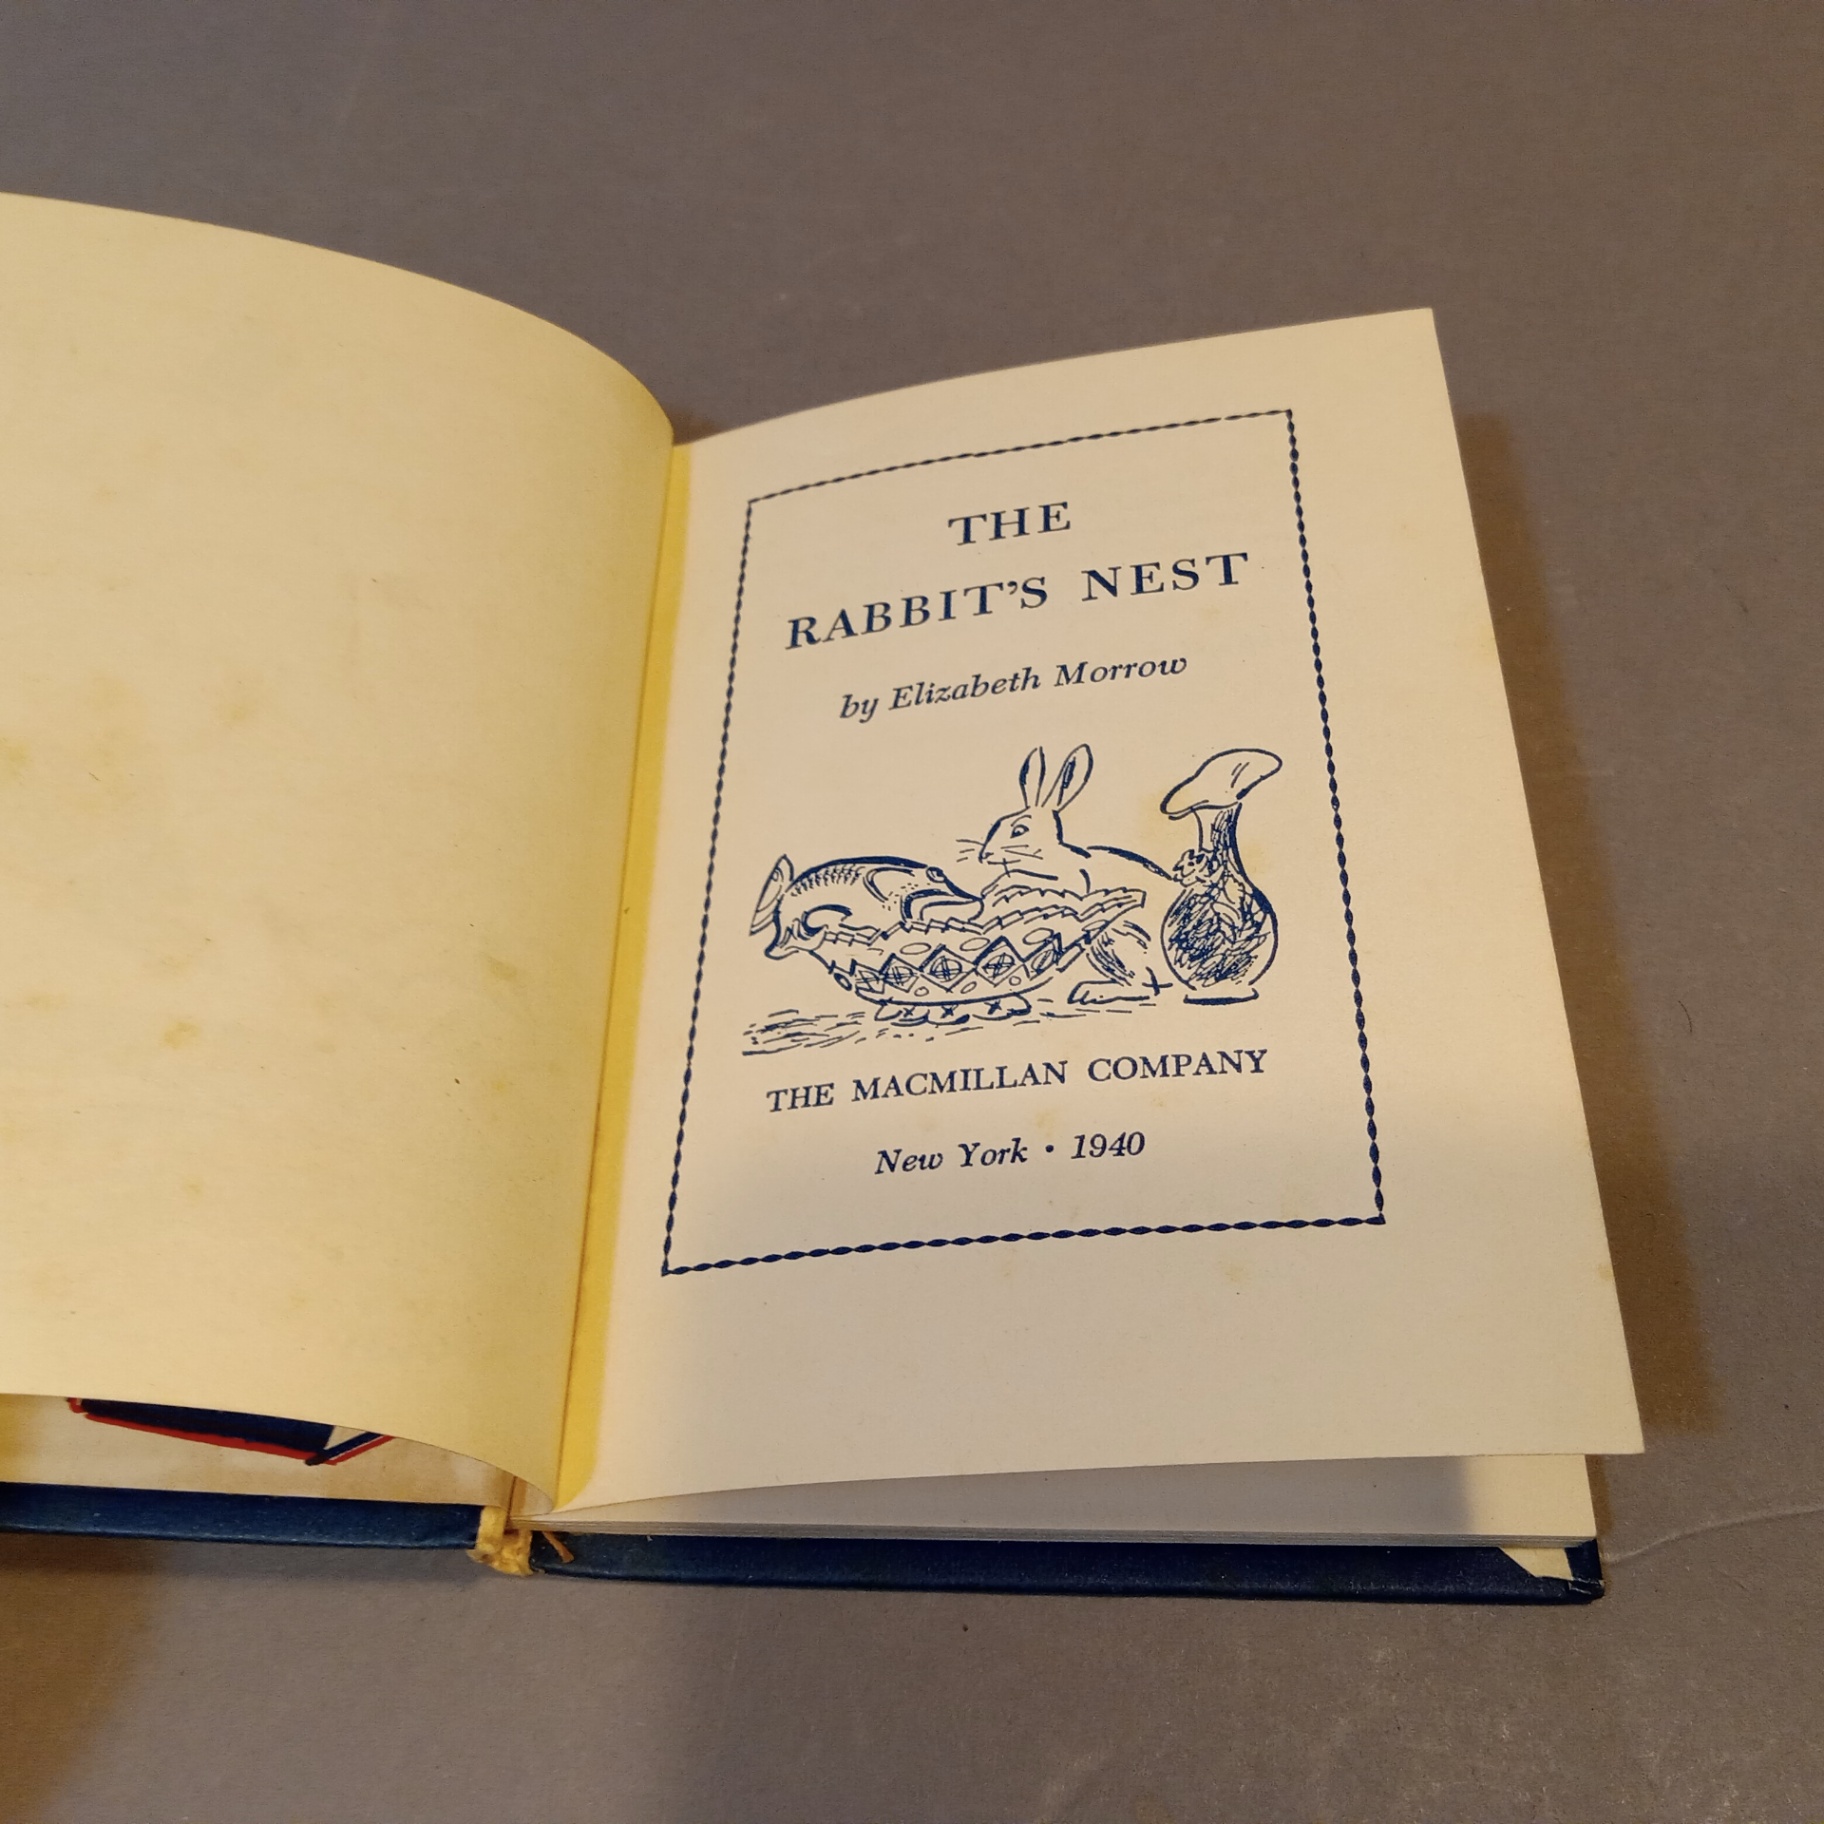 THE
RABBIT'S NEST
by Elizabeth Morrow
THE MACMILLAN COMPANY
New York • 1940